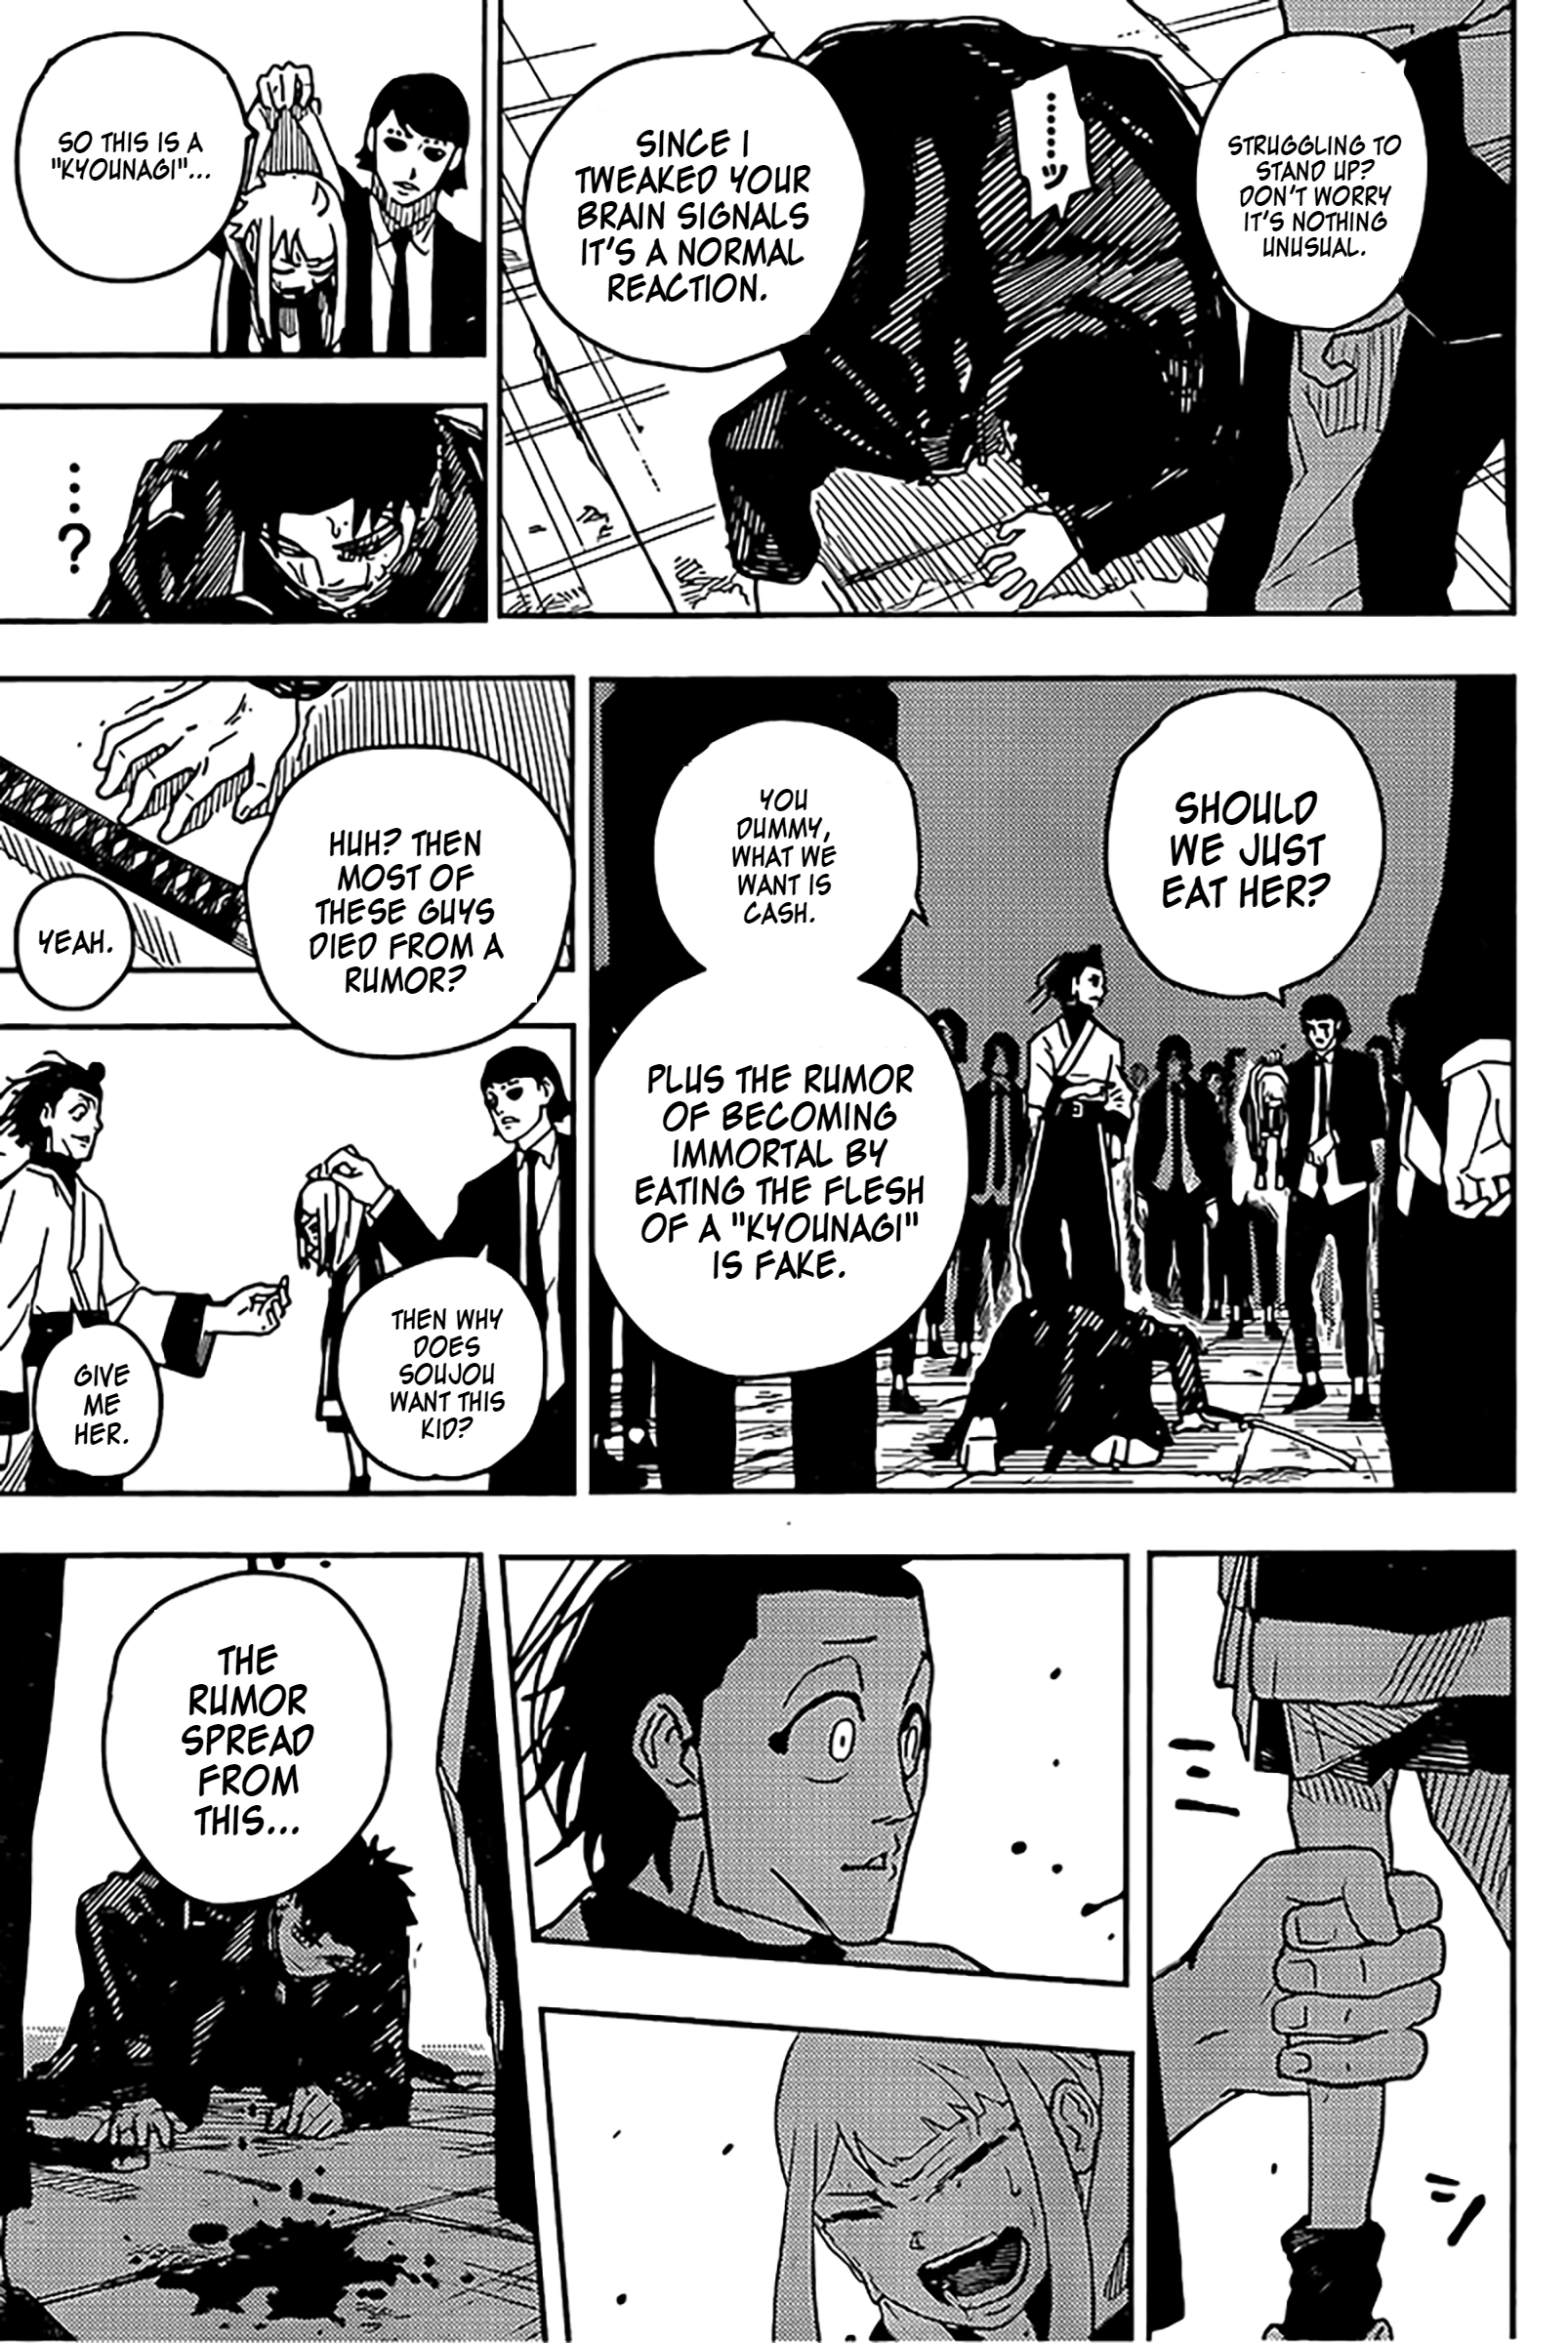 STRUGGLING TO
STAND UP?
DON'T WORRY
IT'S NOTHING
UNUSUAL.
......ッ
SINCE I
TWEAKED YOUR
BRAIN SIGNALS
IT'S A NORMAL
REACTION.
SO THIS IS A
"KYOUNAGI"...
...?
SHOULD
WE JUST
EAT HER?
YOU
DUMMY,
WHAT WE
WANT IS
CASH.
PLUS THE RUMOR
OF BECOMING
IMMORTAL BY
EATING THE FLESH
OF A "KYOUNAGI"
IS FAKE.
HUH? THEN
MOST OF
THESE GUYS
DIED FROM A
RUMOR?
YEAH.
THEN WHY
DOES
SOUJOU
WANT THIS
KID?
GIVE
ME
HER.
THE
RUMOR
SPREAD
FROM
THIS...